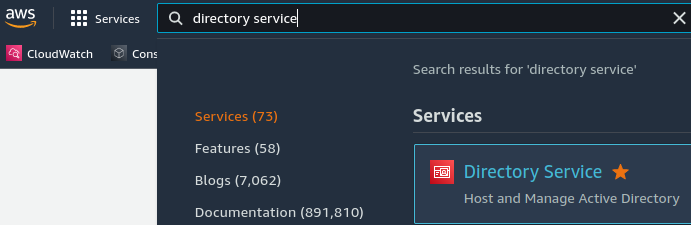 aws
Services
directory service
CloudWatch
Cons
Search results for 'directory service'
Services (73)
Features (58)
Blogs (7,062)
Documentation (891,810)
Services
Directory Service
Host and Manage Active Directory